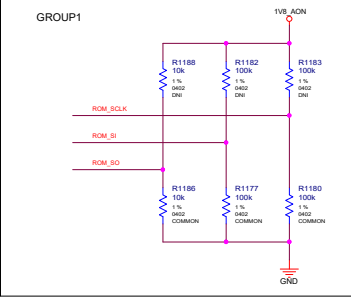 GROUP1
1V8_AON
R1188
10k
1 %
0402
DNI
R1182
100k
1 %
0402
DNI
R1183
100k
1 %
0402
DNI
ROM_SCLK
ROM_SI
ROM_SO
R1186
10k
1 %
0402
COMMON
R1177
100k
1 %
0402
COMMON
R1180
100k
1 %
0402
COMMON
GND